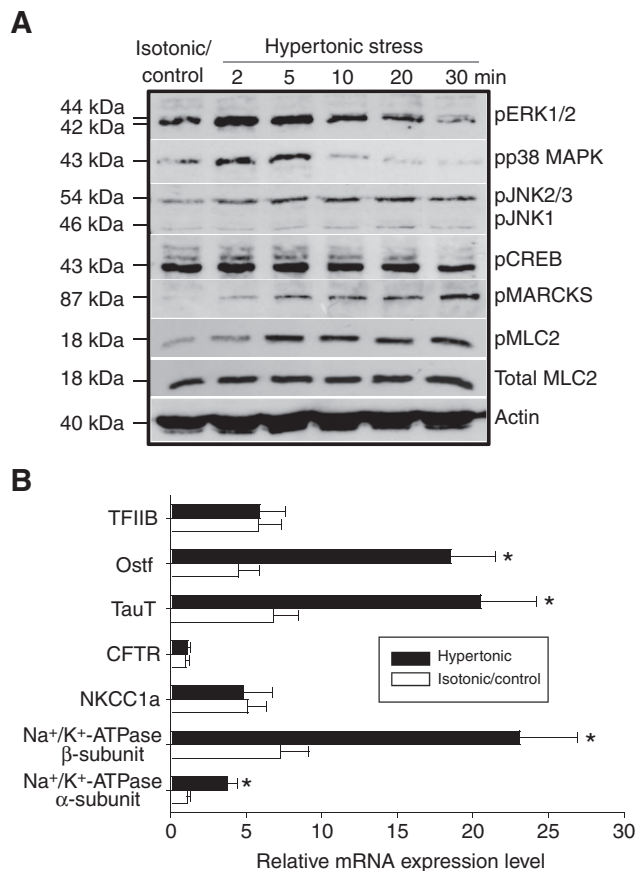 A
Isotonic/
control
Hypertonic stress
2 5 10 20 30 min
44 kDa
42 kDa
pERK1/2
43 kDa
pp38 MAPK
54 kDa
pJNK2/3
46 kDa
pJNK1
43 kDa
pCREB
87 kDa
pMARCKS
18 kDa
pMLC2
18 kDa
Total MLC2
40 kDa
Actin
B
TFIIB
Ostf
*
TauT
*
CFTR
Hypertonic
Isotonic/control
NKCC1a
Na+/K+-ATPase
β-subunit
*
Na+/K+-ATPase
α-subunit
*
0 5 10 15 20 25 30
Relative mRNA expression level